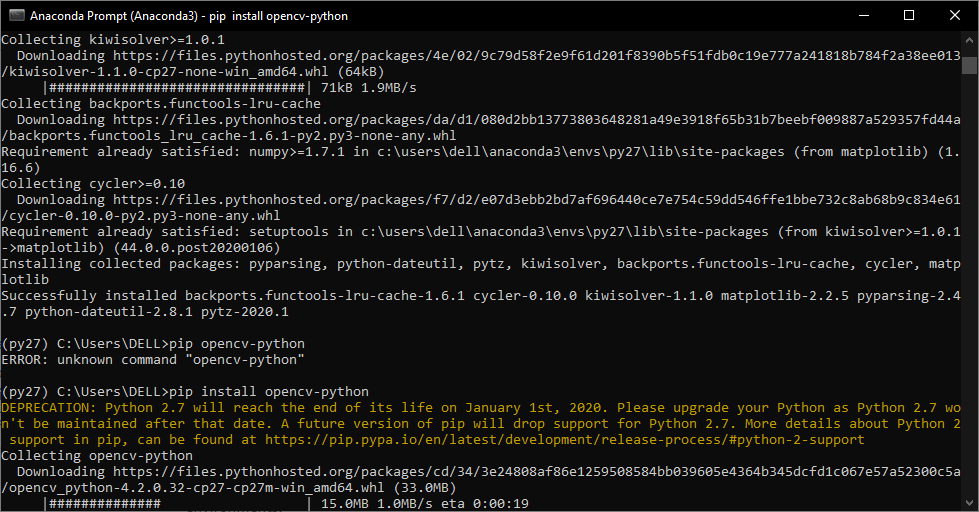 Anaconda Prompt (Anaconda3) - pip  install opencv-python
Collecting kiwisolver>=1.0.1
  Downloading https://files.pythonhosted.org/packages/4e/02/9c79d58f2e9f61d201f8390b5f51fdb0c19e777a241818b784f2a38ee013
/kiwisolver-1.1.0-cp27-none-win_amd64.whl (64kB)
     |################################| 71kB 1.9MB/s
Collecting backports.functools-lru-cache
  Downloading https://files.pythonhosted.org/packages/da/d1/080d2bb13773803648281a49e3918f65b31b7beebf009887a529357fd44a
/backports.functools_lru_cache-1.6.1-py2.py3-none-any.whl
Requirement already satisfied: numpy>=1.7.1 in c:\users\dell\anaconda3\envs\py27\lib\site-packages (from matplotlib) (1.
16.6)
Collecting cycler>=0.10
  Downloading https://files.pythonhosted.org/packages/f7/d2/e07d3ebb2bd7af696440ce7e754c59dd546ffe1bbe732c8ab68b9c834e61
/cycler-0.10.0-py2.py3-none-any.whl
Requirement already satisfied: setuptools in c:\users\dell\anaconda3\envs\py27\lib\site-packages (from kiwisolver>=1.0.1
->matplotlib) (44.0.0.post20200106)
Installing collected packages: pyparsing, python-dateutil, pytz, kiwisolver, backports.functools-lru-cache, cycler, matp
lotlib
Successfully installed backports.functools-lru-cache-1.6.1 cycler-0.10.0 kiwisolver-1.1.0 matplotlib-2.2.5 pyparsing-2.4
.7 python-dateutil-2.8.1 pytz-2020.1
(py27) C:\Users\DELL>pip opencv-python
ERROR: unknown command "opencv-python"
(py27) C:\Users\DELL>pip install opencv-python
DEPRECATION: Python 2.7 will reach the end of its life on January 1st, 2020. Please upgrade your Python as Python 2.7 wo
n't be maintained after that date. A future version of pip will drop support for Python 2.7. More details about Python 2
 support in pip, can be found at https://pip.pypa.io/en/latest/development/release-process/#python-2-support
Collecting opencv-python
  Downloading https://files.pythonhosted.org/packages/cd/34/3e24808af86e1259508584bb039605e4364b345dcfd1c067e57a52300c5a
/opencv_python-4.2.0.32-cp27-cp27m-win_amd64.whl (33.0MB)
     |##############                  | 15.0MB 1.0MB/s eta 0:00:19